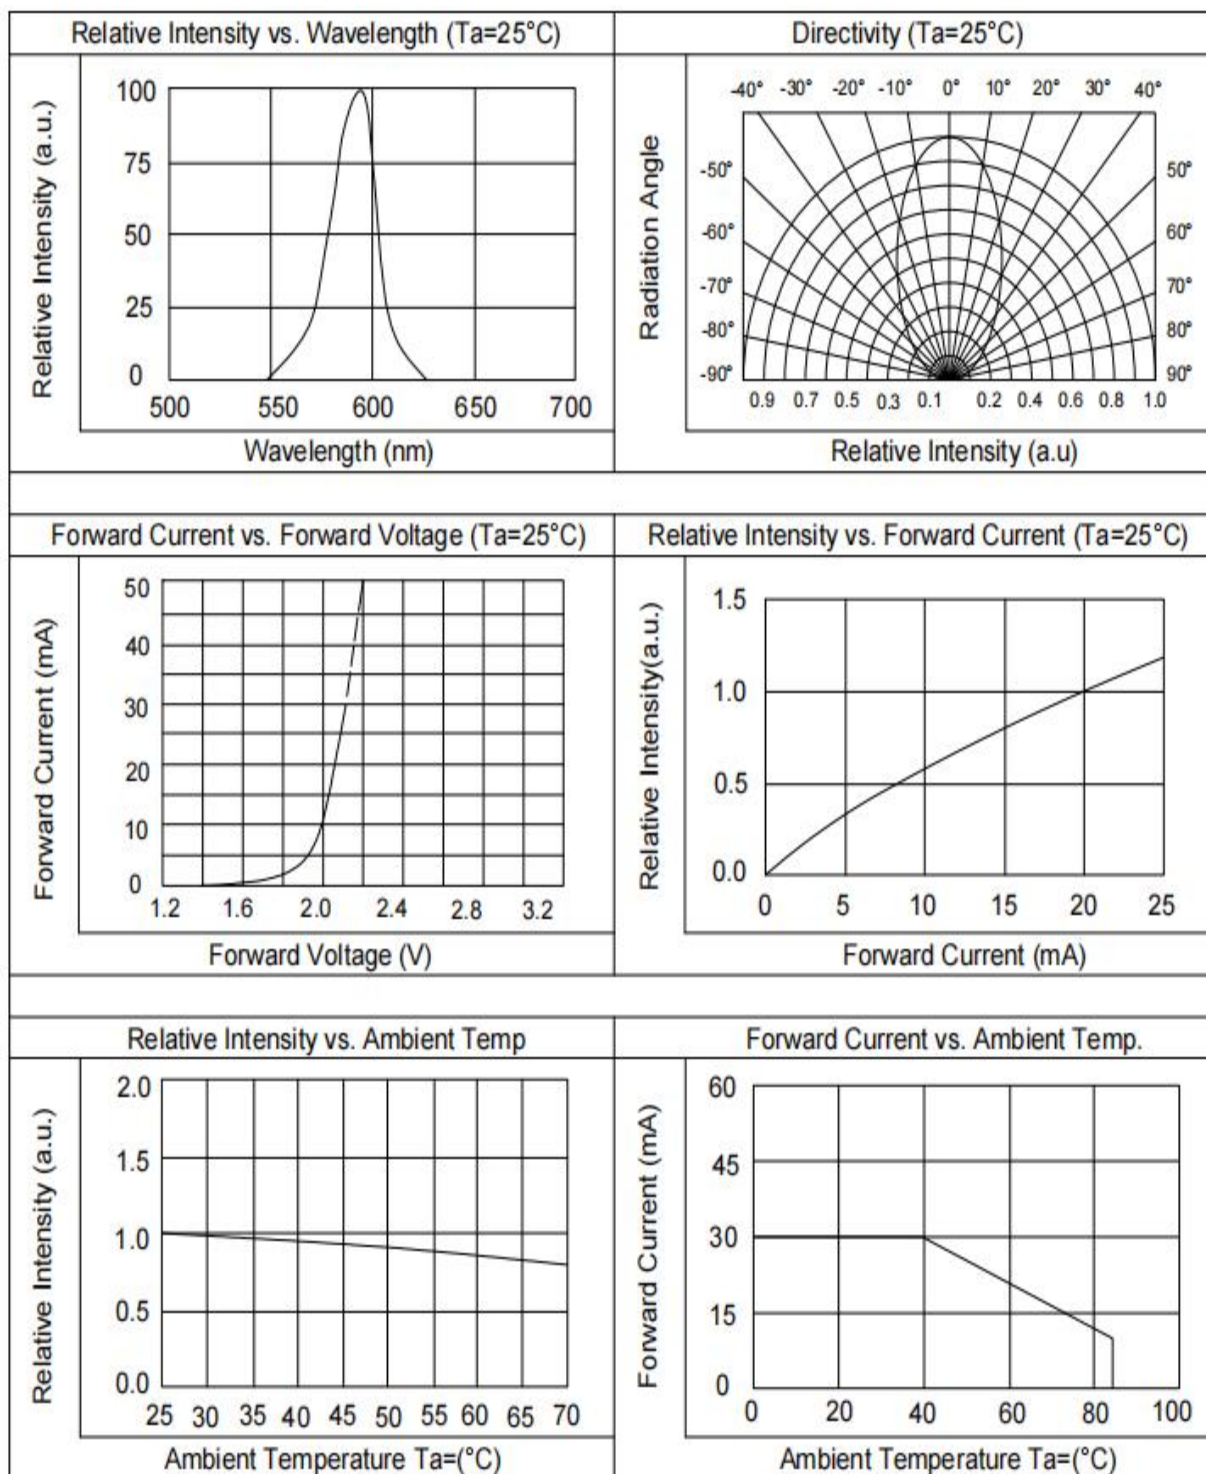 Relative Intensity vs. Wavelength (Ta=25°C)
Relative Intensity (a.u.)
100
75
50
25
0
500 550 600 650 700
Wavelength (nm)
Directivity (Ta=25°C)
Radiation Angle
-40° -30° -20° -10° 0° 10° 20° 30° 40°
-50° 50°
-60° 60°
-70° 70°
-80° 80°
-90° 90°
0.9 0.7 0.5 0.3 0.1 0.2 0.4 0.6 0.8 1.0
Relative Intensity (a.u)
Forward Current vs. Forward Voltage (Ta=25°C)
Forward Current (mA)
50
40
30
20
10
0
1.2 1.6 2.0 2.4 2.8 3.2
Forward Voltage (V)
Relative Intensity vs. Forward Current (Ta=25°C)
Relative Intensity(a.u.)
1.5
1.0
0.5
0.0
0 5 10 15 20 25
Forward Current (mA)
Relative Intensity vs. Ambient Temp
Relative Intensity (a.u.)
2.0
1.5
1.0
0.5
0.0
25 30 35 40 45 50 55 60 65 70
Ambient Temperature Ta=(°C)
Forward Current vs. Ambient Temp.
Forward Current (mA)
60
45
30
15
0
0 20 40 60 80 100
Ambient Temperature Ta=(°C)